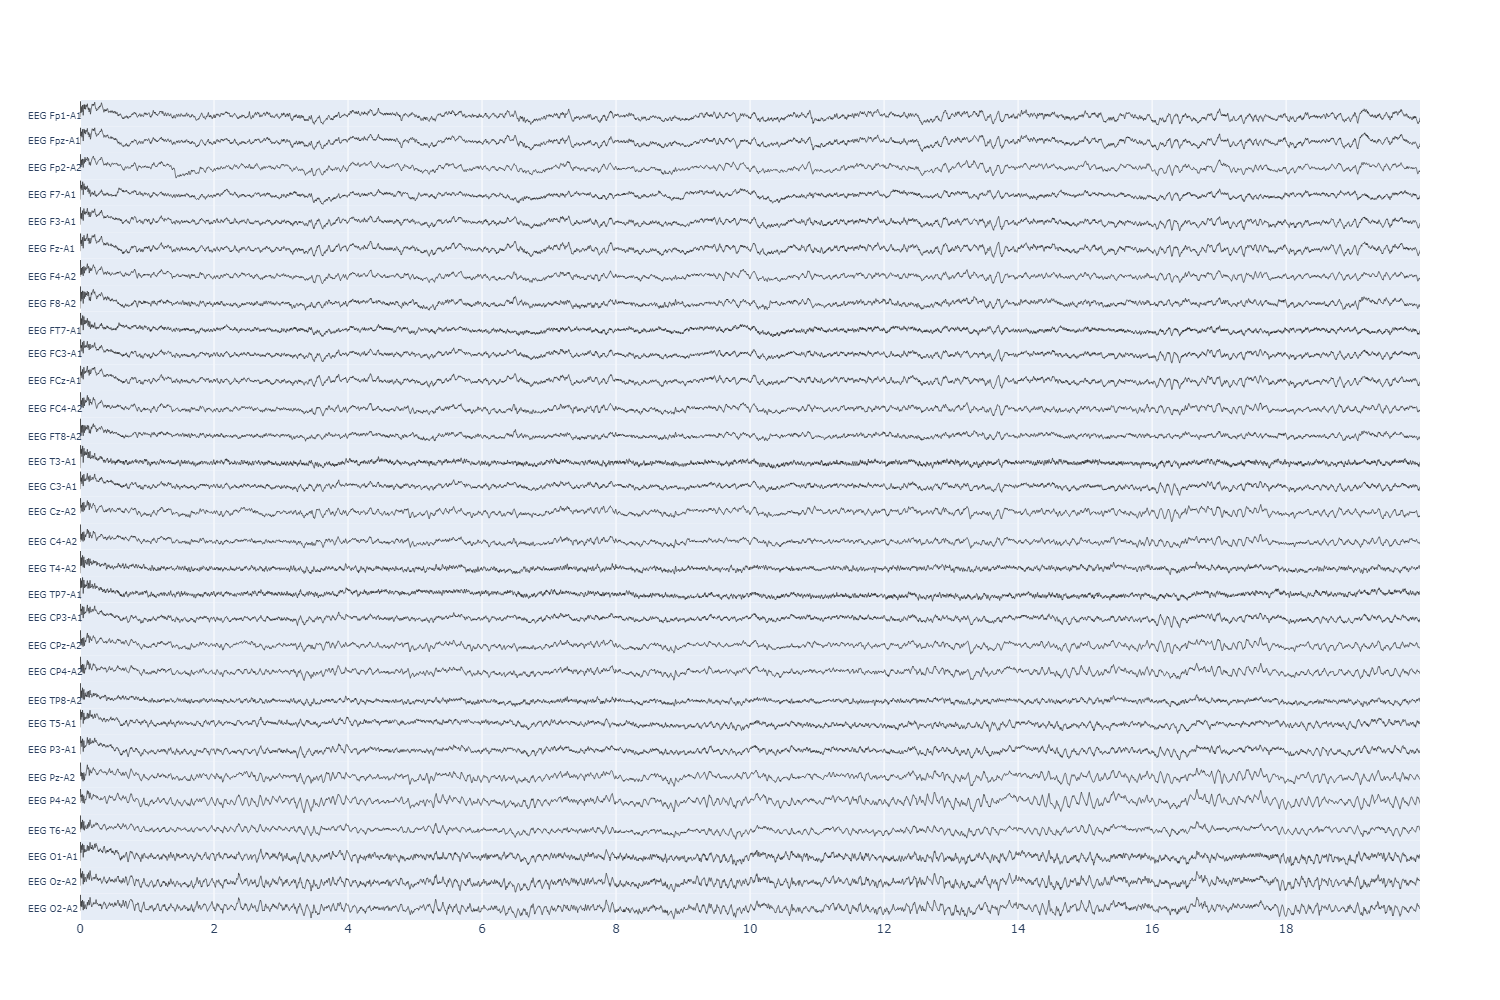 EEG Fp1-A1
EEG Fpz-A1
EEG Fp2-A2
EEG F7-A1
EEG F3-A1
EEG Fz-A1
EEG F4-A2
EEG F8-A2
EEG FT7-A1
EEG FC3-A1
EEG FCz-A1
EEG FC4-A2
EEG FT8-A2
EEG T3-A1
EEG C3-A1
EEG Cz-A2
EEG C4-A2
EEG T4-A2
EEG TP7-A1
EEG CP3-A1
EEG CPz-A2
EEG CP4-A2
EEG TP8-A2
EEG T5-A1
EEG P3-A1
EEG Pz-A2
EEG P4-A2
EEG T6-A2
EEG O1-A1
EEG Oz-A2
EEG O2-A2
0 2 4 6 8 10 12 14 16 18